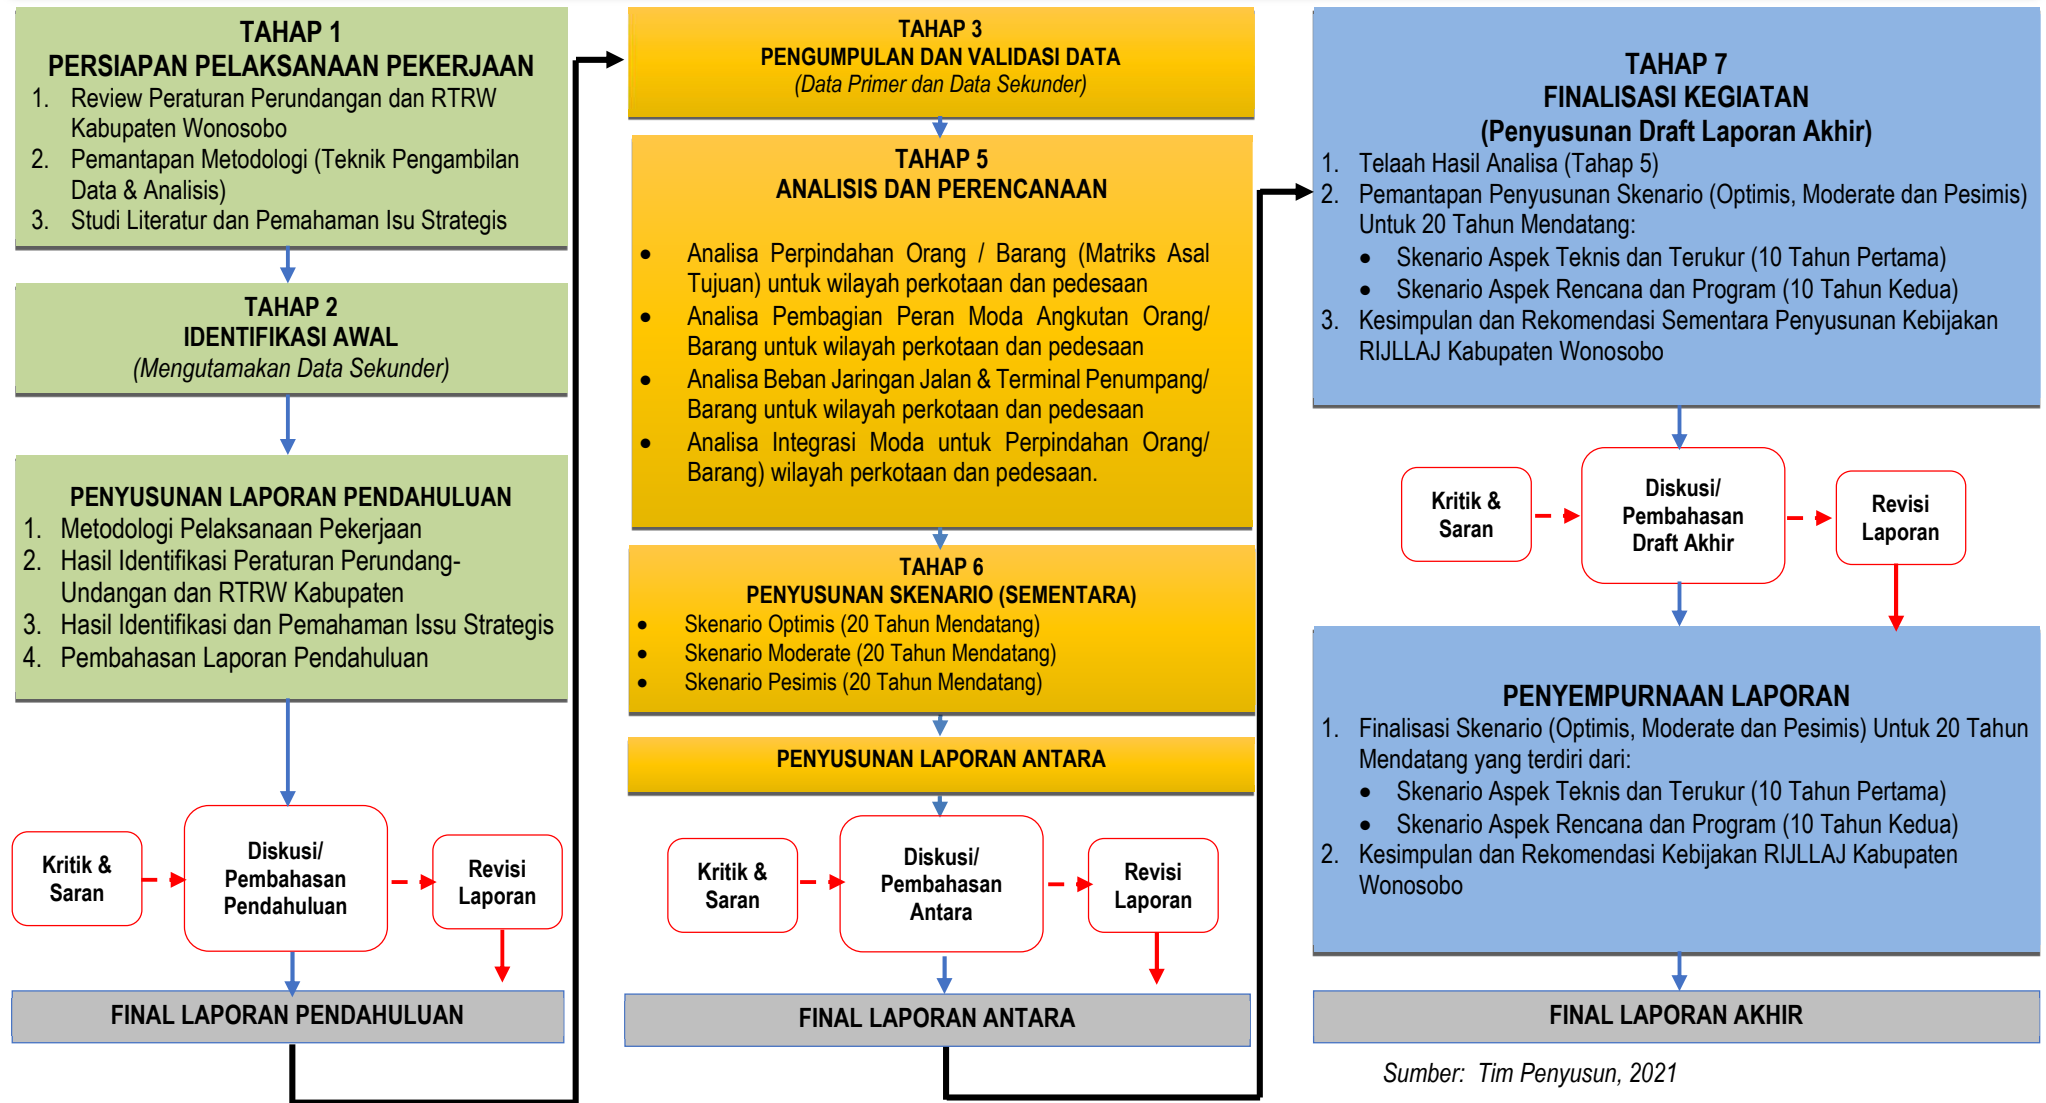 TAHAP 1
PERSIAPAN PELAKSANAAN PEKERJAAN
1. Review Peraturan Perundangan dan RTRW
Kabupaten Wonosobo
2. Pemantapan Metodologi (Teknik Pengambilan
Data & Analisis)
3. Studi Literatur dan Pemahaman Isu Strategis
TAHAP 2
IDENTIFIKASI AWAL
(Mengutamakan Data Sekunder)
PENYUSUNAN LAPORAN PENDAHULUAN
1. Metodologi Pelaksanaan Pekerjaan
2. Hasil Identifikasi Peraturan Perundang-
Undangan dan RTRW Kabupaten
3. Hasil Identifikasi dan Pemahaman Issu Strategis
4. Pembahasan Laporan Pendahuluan
Kritik &
Saran
Diskusi/
Pembahasan
Pendahuluan
Revisi
Laporan
FINAL LAPORAN PENDAHULUAN
TAHAP 3
PENGUMPULAN DAN VALIDASI DATA
(Data Primer dan Data Sekunder)
TAHAP 5
ANALISIS DAN PERENCANAAN
• Analisa Perpindahan Orang / Barang (Matriks Asal
Tujuan) untuk wilayah perkotaan dan pedesaan
• Analisa Pembagian Peran Moda Angkutan Orang/
Barang untuk wilayah perkotaan dan pedesaan
• Analisa Beban Jaringan Jalan & Terminal Penumpang/
Barang untuk wilayah perkotaan dan pedesaan
• Analisa Integrasi Moda untuk Perpindahan Orang/
Barang) wilayah perkotaan dan pedesaan.
TAHAP 6
PENYUSUNAN SKENARIO (SEMENTARA)
• Skenario Optimis (20 Tahun Mendatang)
• Skenario Moderate (20 Tahun Mendatang)
• Skenario Pesimis (20 Tahun Mendatang)
PENYUSUNAN LAPORAN ANTARA
Kritik &
Saran
Diskusi/
Pembahasan
Antara
Revisi
Laporan
FINAL LAPORAN ANTARA
TAHAP 7
FINALISASI KEGIATAN
(Penyusunan Draft Laporan Akhir)
1. Telaah Hasil Analisa (Tahap 5)
2. Pemantapan Penyusunan Skenario (Optimis, Moderate dan Pesimis)
Untuk 20 Tahun Mendatang:
• Skenario Aspek Teknis dan Terukur (10 Tahun Pertama)
• Skenario Aspek Rencana dan Program (10 Tahun Kedua)
3. Kesimpulan dan Rekomendasi Sementara Penyusunan Kebijakan
RIJLLAJ Kabupaten Wonosobo
Kritik &
Saran
Diskusi/
Pembahasan
Draft Akhir
Revisi
Laporan
PENYEMPURNAAN LAPORAN
1. Finalisasi Skenario (Optimis, Moderate dan Pesimis) Untuk 20 Tahun
Mendatang yang terdiri dari:
• Skenario Aspek Teknis dan Terukur (10 Tahun Pertama)
• Skenario Aspek Rencana dan Program (10 Tahun Kedua)
2. Kesimpulan dan Rekomendasi Kebijakan RIJLLAJ Kabupaten
Wonosobo
FINAL LAPORAN AKHIR
Sumber: Tim Penyusun, 2021